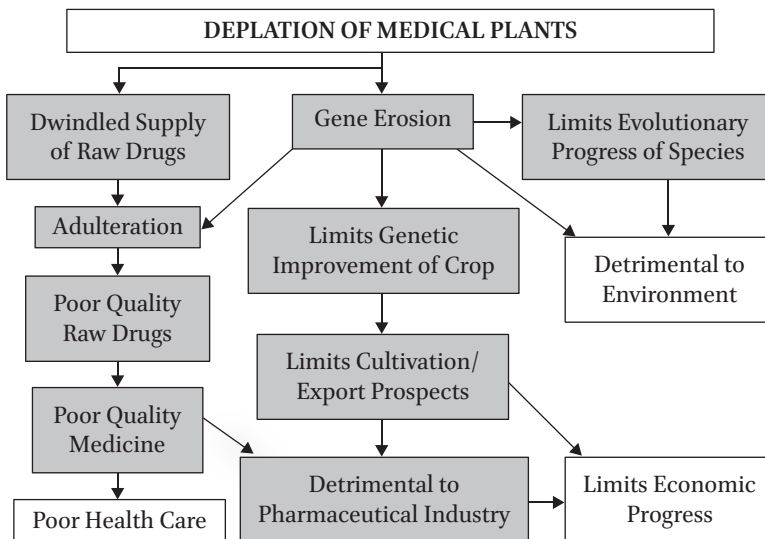 DEPLATION OF MEDICAL PLANTS
Dwindled Supply
of Raw Drugs
Gene Erosion
Limits Evolutionary
Progress of Species
Adulteration
Limits Genetic
Improvement of Crop
Detrimental to
Environment
Poor Quality
Raw Drugs
Limits Cultivation/
Export Prospects
Poor Quality
Medicine
Detrimental to
Pharmaceutical Industry
Limits Economic
Progress
Poor Health Care